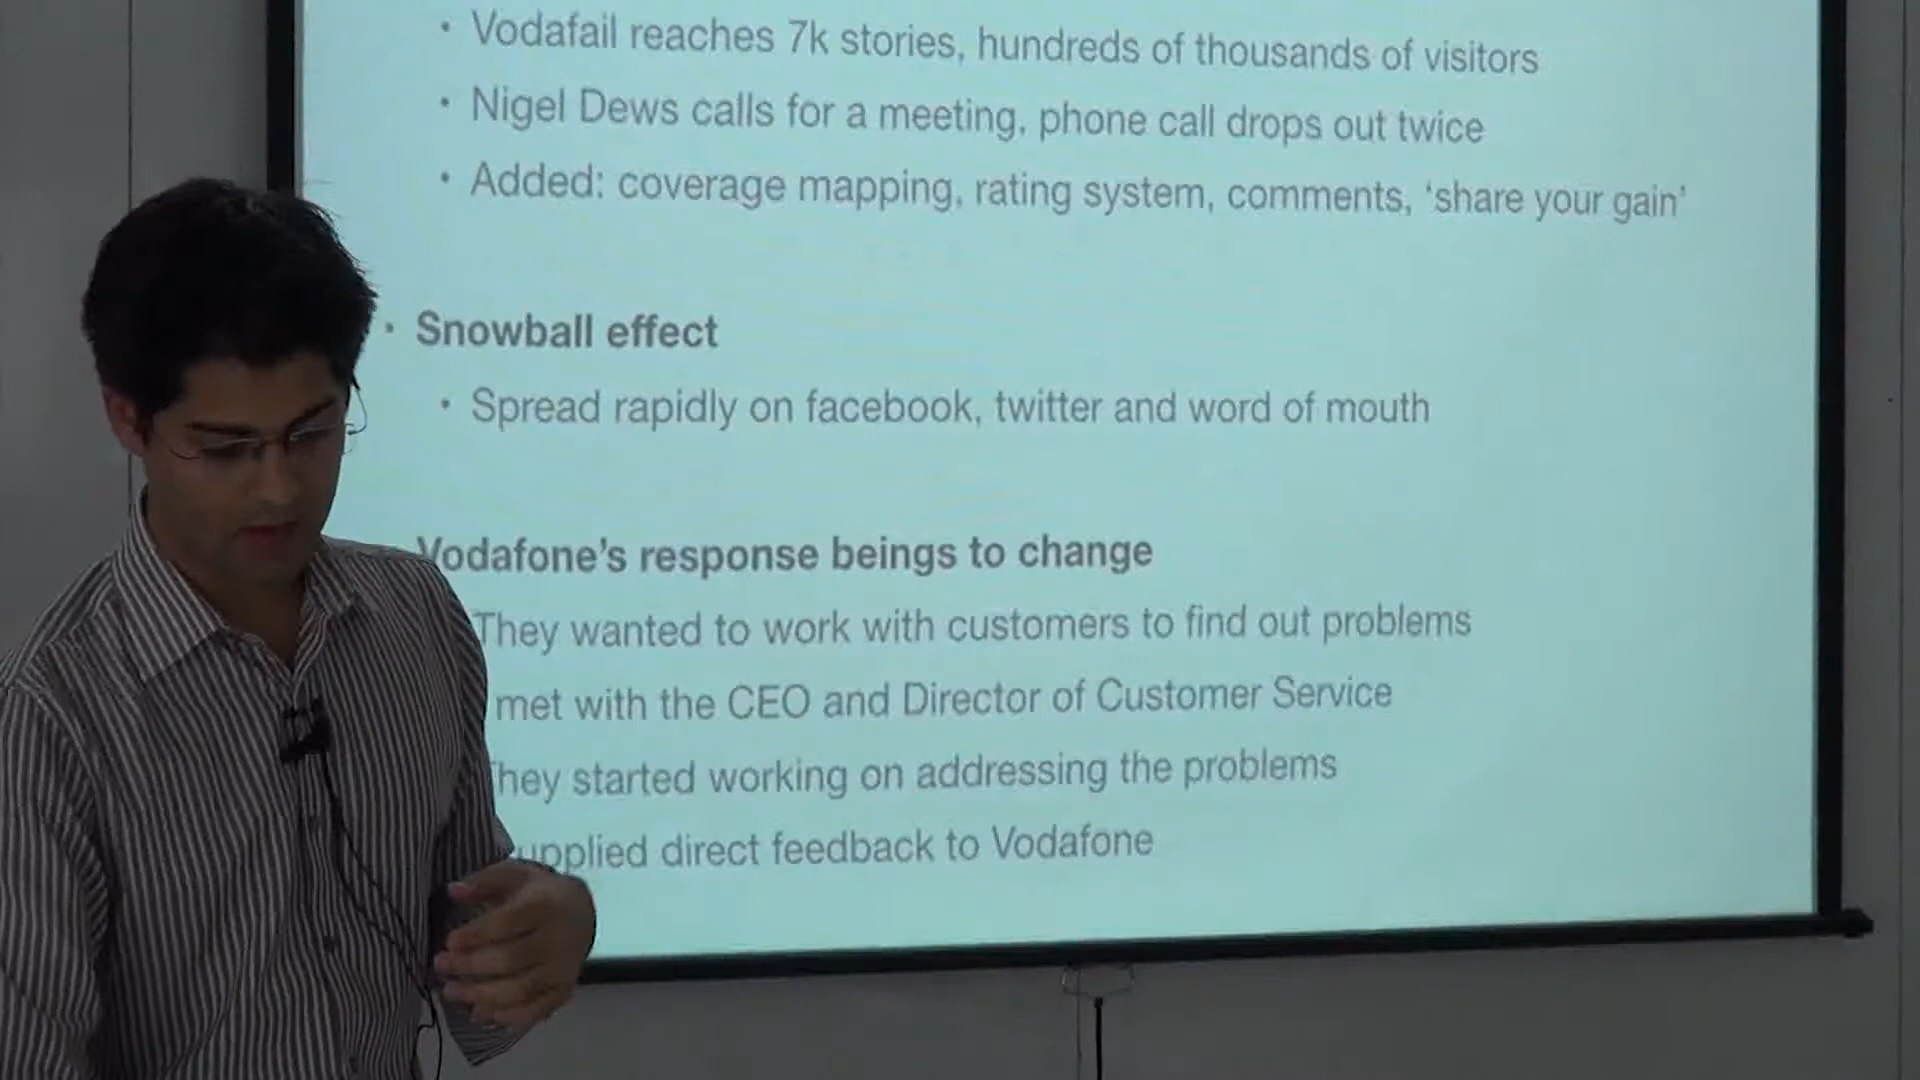 • Vodafail reaches 7k stories, hundreds of thousands of visitors
• Nigel Dews calls for a meeting, phone call drops out twice
• Added: coverage mapping, rating system, comments, ‘share your gain’
• Snowball effect
• Spread rapidly on facebook, twitter and word of mouth
Vodafone’s response beings to change
They wanted to work with customers to find out problems
met with the CEO and Director of Customer Service
They started working on addressing the problems
supplied direct feedback to Vodafone